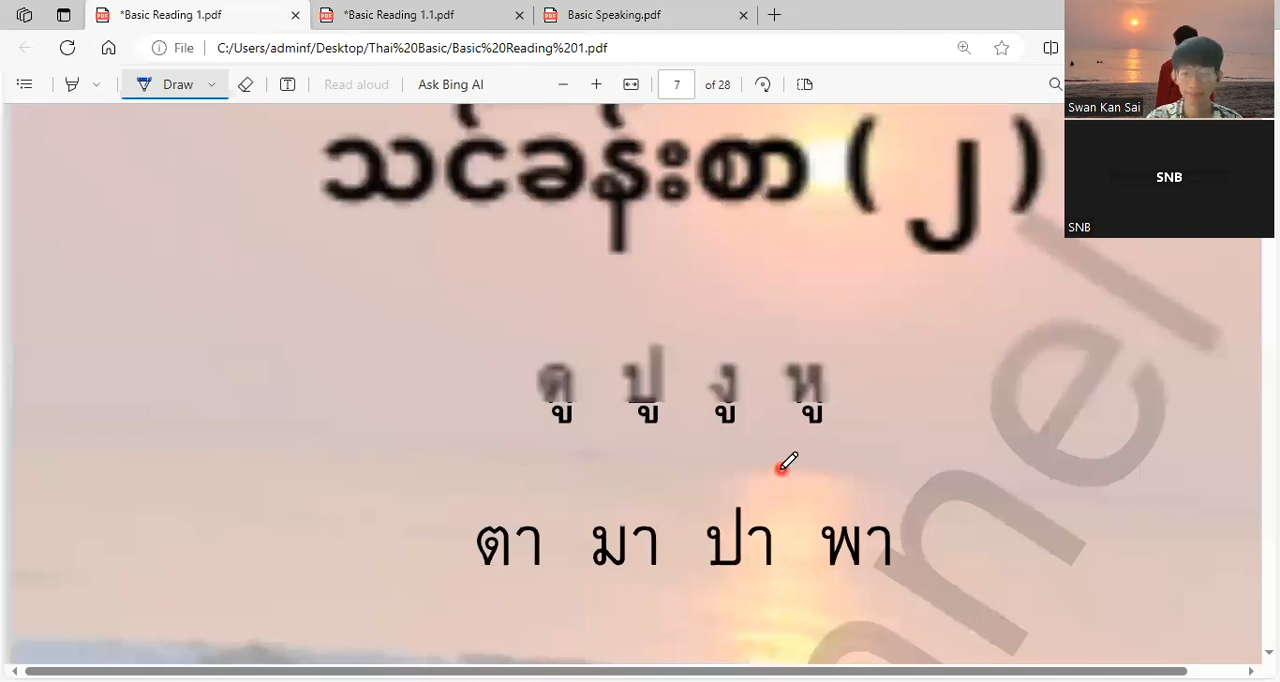 *Basic Reading 1.pdf
*Basic Reading 1.1.pdf
Basic Speaking.pdf
File
C:/Users/adminf/Desktop/Thai%20Basic/Basic%20Reading%201.pdf
Draw
Read aloud
Ask Bing AI
7
of 28
Swan Kan Sai
SNB
SNB
သင်ခန်းစာ ( ၂ )
ดู ปู งู หู
ตา มา ปา พา